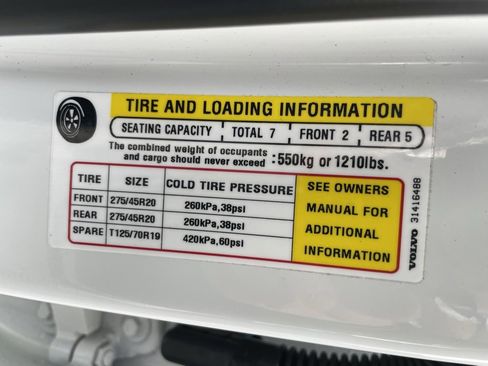 TIRE AND LOADING INFORMATION
SEATING CAPACITY TOTAL 7 FRONT 2 REAR 5
The combined weight of occupants
and cargo should never exceed :550kg or 1210lbs.
TIRE SIZE COLD TIRE PRESSURE
FRONT 275/45R20 260kPa,38psi
REAR 275/45R20 260kPa,38psi
SPARE T125/70R19 420kPa,60psi
SEE OWNERS
MANUAL FOR
ADDITIONAL
INFORMATION
VOLVO 31416488